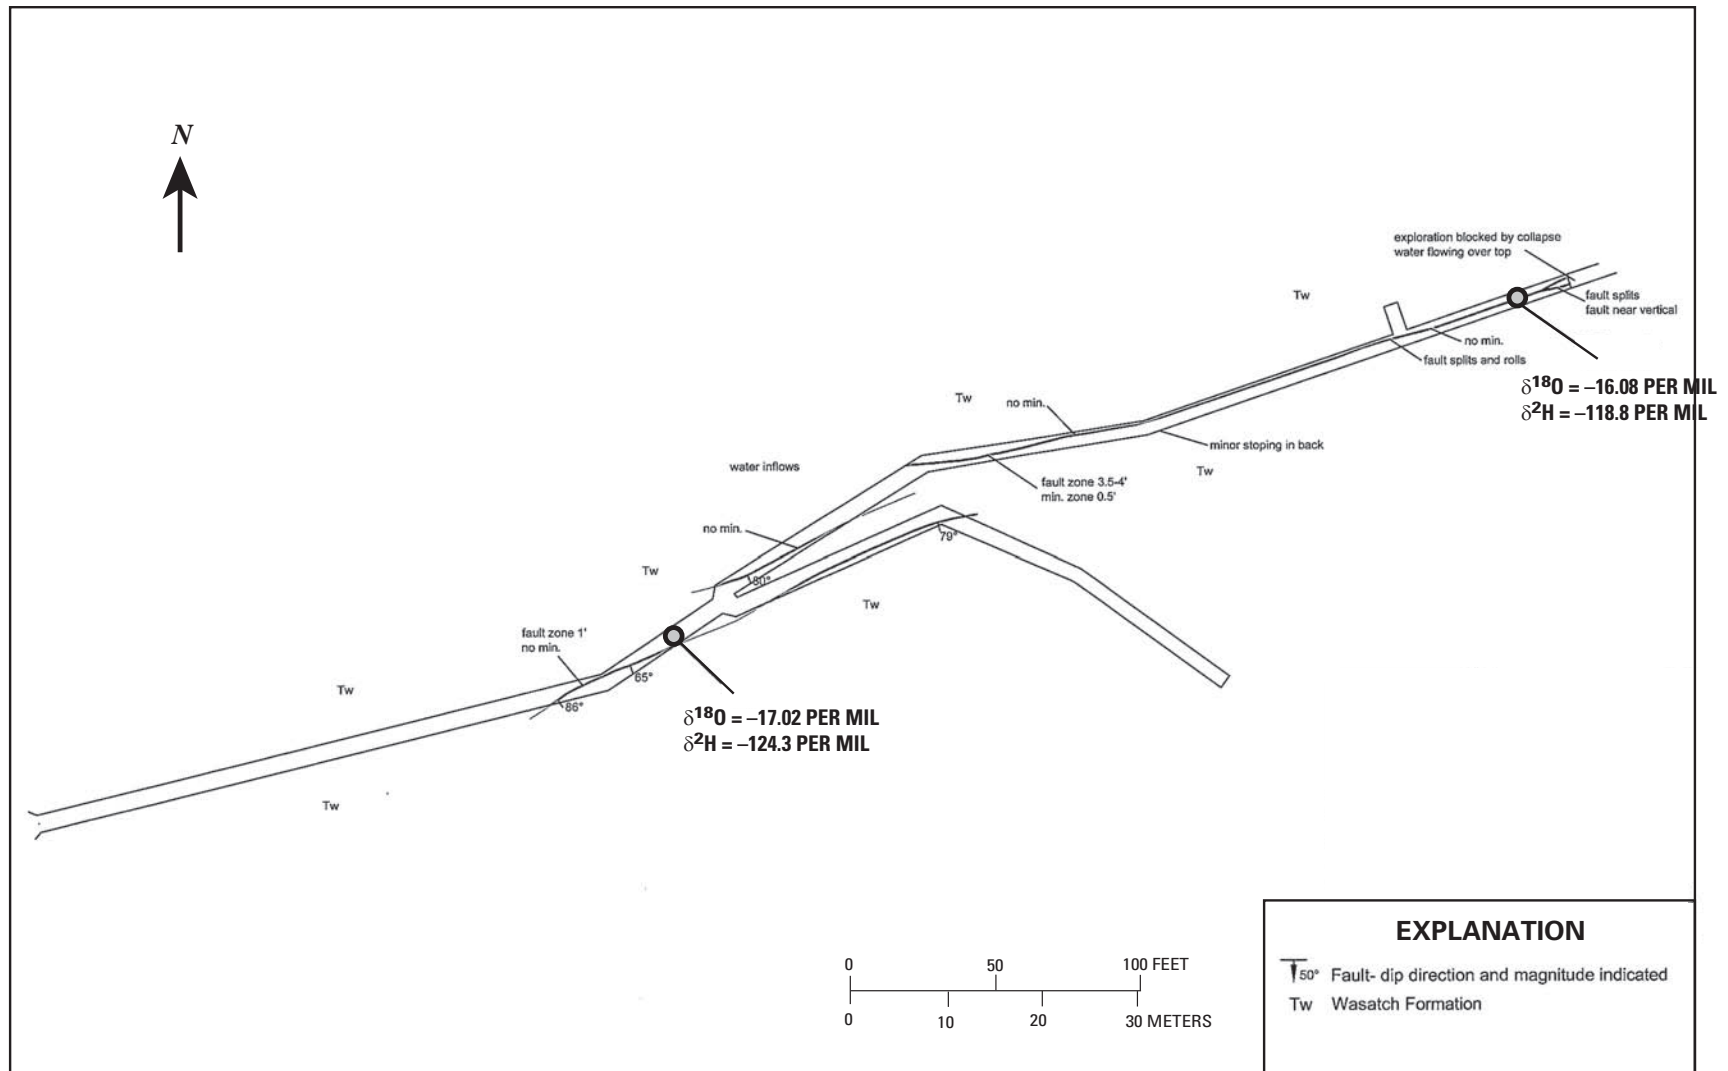 N
exploration blocked by collapse
water flowing over top
Tw
fault splits
fault near vertical
no min.
fault splits and rolls
δ18O = –16.08 PER MIL
δ2H = –118.8 PER MIL
Tw
no min.
minor stoping in back
Tw
water inflows
fault zone 3.5-4'
min. zone 0.5'
no min.
79°
Tw
80°
Tw
fault zone 1'
no min.
65°
Tw
86°
δ18O = –17.02 PER MIL
δ2H = –124.3 PER MIL
Tw
0 50 100 FEET
0 10 20 30 METERS
EXPLANATION
50° Fault- dip direction and magnitude indicated
Tw Wasatch Formation